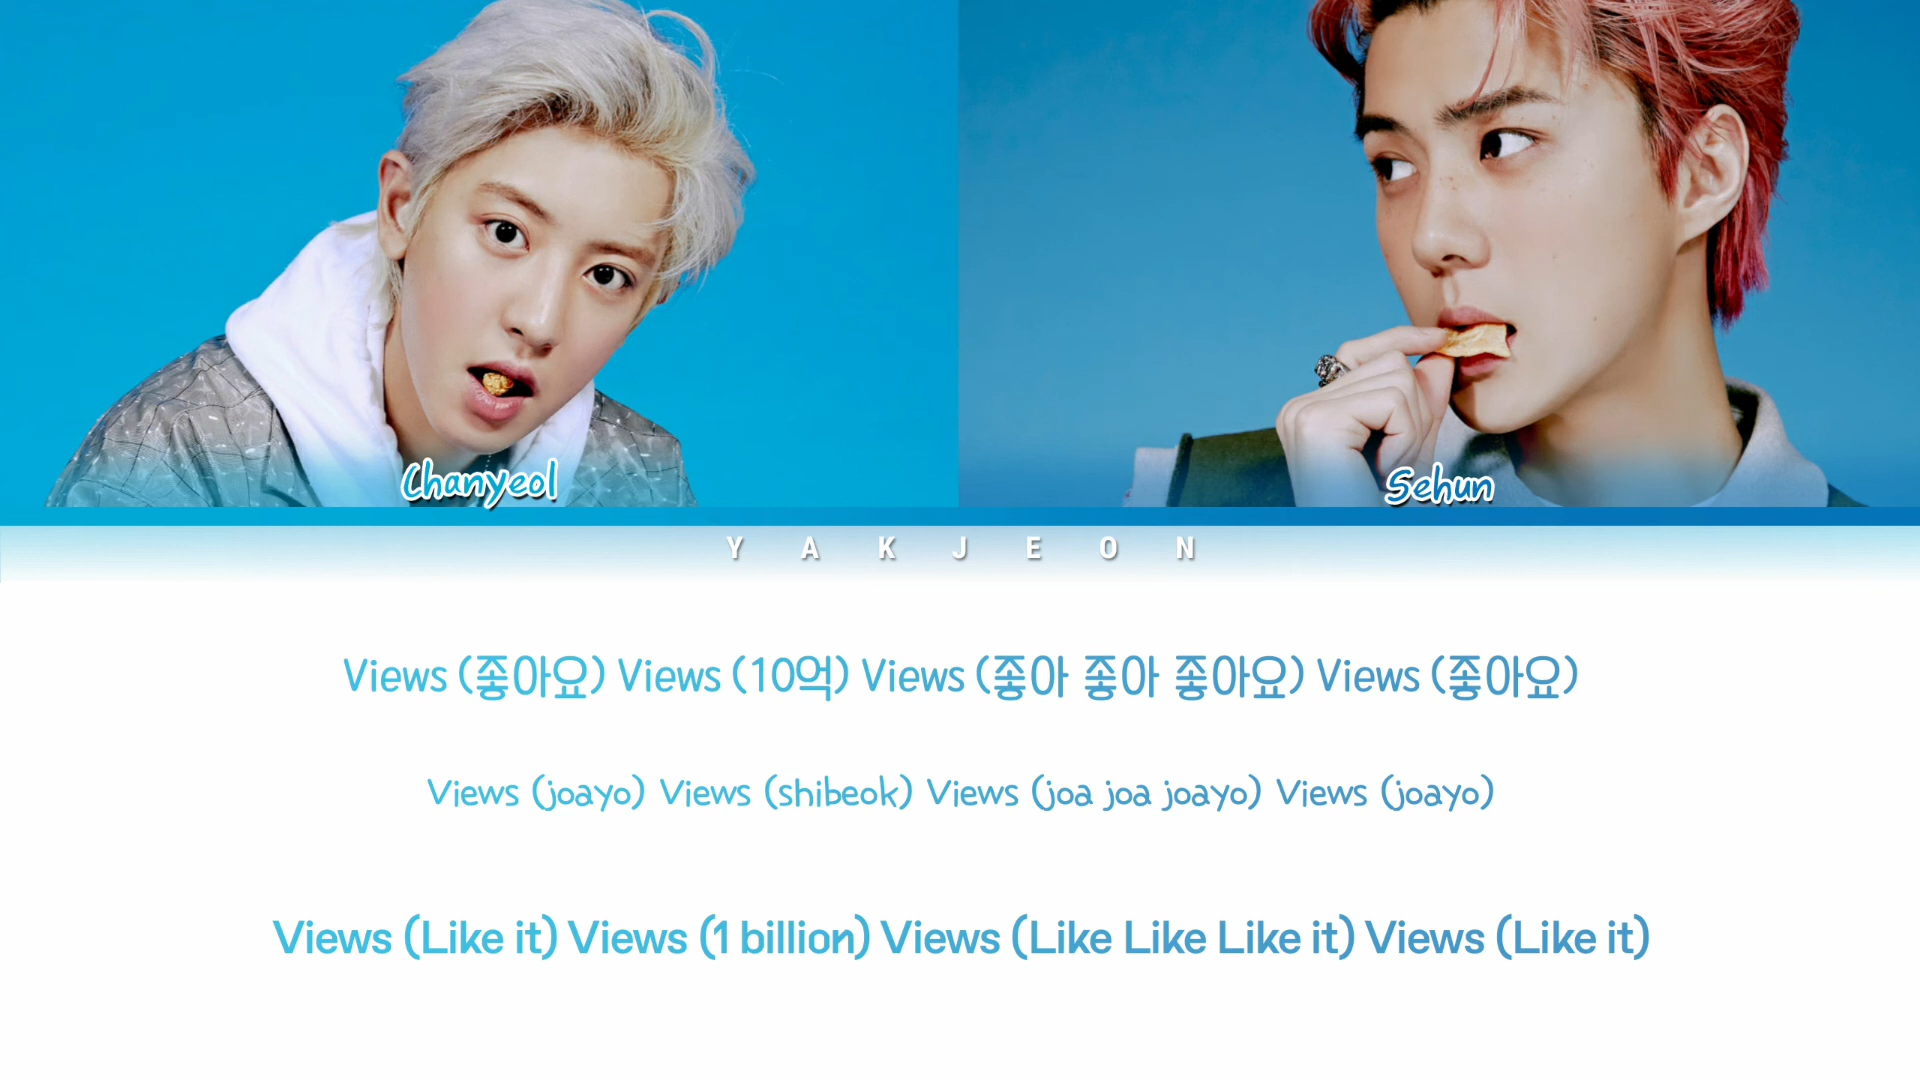 Chanyeol
Sehun
YAKJEON
Views (좋아요) Views (10억) Views (좋아 좋아 좋아요) Views (좋아요)
Views (joayo) Views (shibeok) Views (joa joa joayo) Views (joayo)
Views (Like it) Views (1 billion) Views (Like Like Like it) Views (Like it)